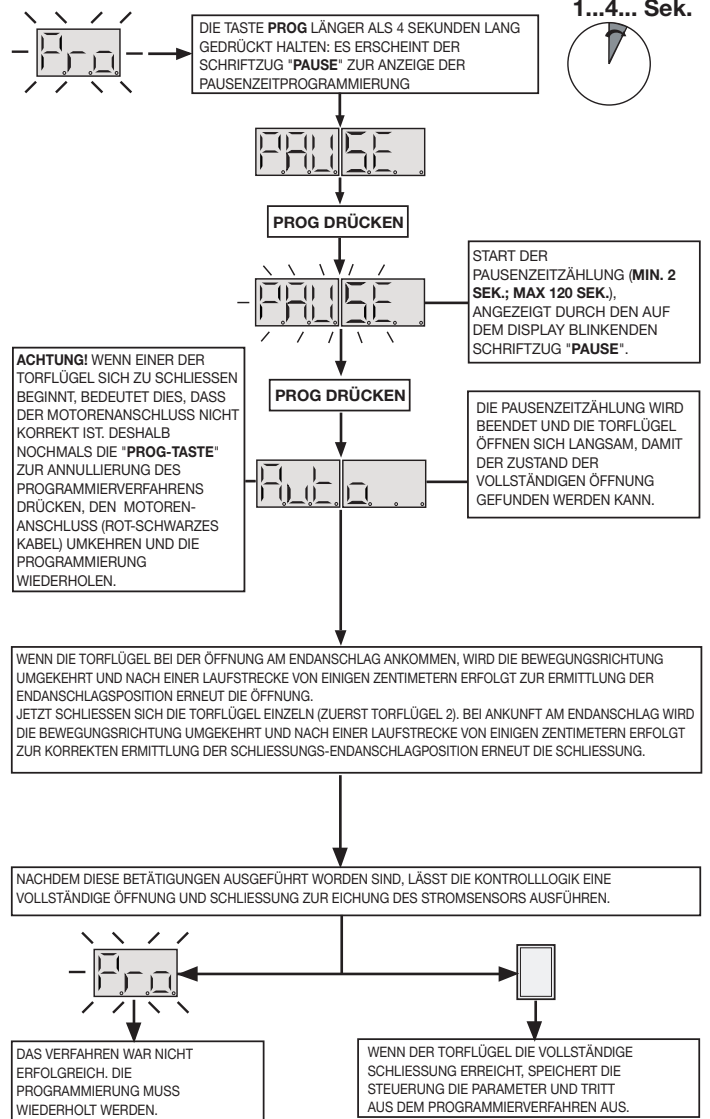 1...4... Sek.
Pro
DIE TASTE PROG LÄNGER ALS 4 SEKUNDEN LANG
GEDRÜCKT HALTEN: ES ERSCHEINT DER
SCHRIFTZUG "PAUSE" ZUR ANZEIGE DER
PAUSENZEITPROGRAMMIERUNG
PAUSE
PROG DRÜCKEN
PAUSE
START DER
PAUSENZEITZÄHLUNG (MIN. 2
SEK.; MAX 120 SEK.),
ANGEZEIGT DURCH DEN AUF
DEM DISPLAY BLINKENDEN
SCHRIFTZUG "PAUSE".
ACHTUNG! WENN EINER DER
TORFLÜGEL SICH ZU SCHLIESSEN
BEGINNT, BEDEUTET DIES, DASS
DER MOTORENANSCHLUSS NICHT
KORREKT IST. DESHALB
NOCHMALS DIE "PROG-TASTE"
ZUR ANNULLIERUNG DES
PROGRAMMIERVERFAHRENS
DRÜCKEN, DEN MOTOREN-
ANSCHLUSS (ROT-SCHWARZES
KABEL) UMKEHREN UND DIE
PROGRAMMIERUNG
WIEDERHOLEN.
PROG DRÜCKEN
Auto
DIE PAUSENZEITZÄHLUNG WIRD
BEENDET UND DIE TORFLÜGEL
ÖFFNEN SICH LANGSAM, DAMIT
DER ZUSTAND DER
VOLLSTÄNDIGEN ÖFFNUNG
GEFUNDEN WERDEN KANN.
WENN DIE TORFLÜGEL BEI DER ÖFFNUNG AM ENDANSCHLAG ANKOMMEN, WIRD DIE BEWEGUNGSRICHTUNG
UMGEKEHRT UND NACH EINER LAUFSTRECKE VON EINIGEN ZENTIMETERN ERFOLGT ZUR ERMITTLUNG DER
ENDANSCHLAGSPOSITION ERNEUT DIE ÖFFNUNG.
JETZT SCHLIESSEN SICH DIE TORFLÜGEL EINZELN (ZUERST TORFLÜGEL 2). BEI ANKUNFT AM ENDANSCHLAG WIRD
DIE BEWEGUNGSRICHTUNG UMGEKEHRT UND NACH EINER LAUFSTRECKE VON EINIGEN ZENTIMETERN ERFOLGT
ZUR KORREKTEN ERMITTLUNG DER SCHLIESSUNGS-ENDANSCHLAGPOSITION ERNEUT DIE SCHLIESSUNG.
NACHDEM DIESE BETÄTIGUNGEN AUSGEFÜHRT WORDEN SIND, LÄSST DIE KONTROLLLOGIK EINE
VOLLSTÄNDIGE ÖFFNUNG UND SCHLIESSUNG ZUR EICHUNG DES STROMSENSORS AUSFÜHREN.
Pro
DAS VERFAHREN WAR NICHT
ERFOLGREICH. DIE
PROGRAMMIERUNG MUSS
WIEDERHOLT WERDEN.
WENN DER TORFLÜGEL DIE VOLLSTÄNDIGE
SCHLIESSUNG ERREICHT, SPEICHERT DIE
STEUERUNG DIE PARAMETER UND TRITT
AUS DEM PROGRAMMIERVERFAHREN AUS.